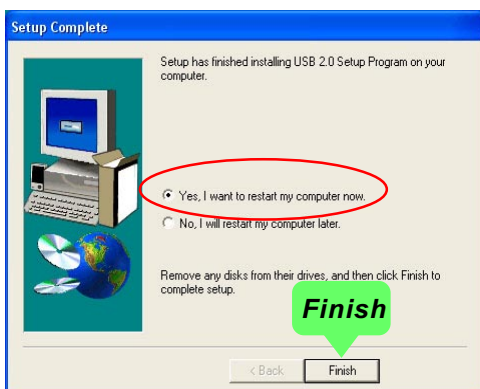 Setup Complete
Setup has finished installing USB 2.0 Setup Program on your
computer.
Yes, I want to restart my computer now.
No, I will restart my computer later.
Remove any disks from their drives, and then click Finish to
complete setup.
Finish
< Back
Finish